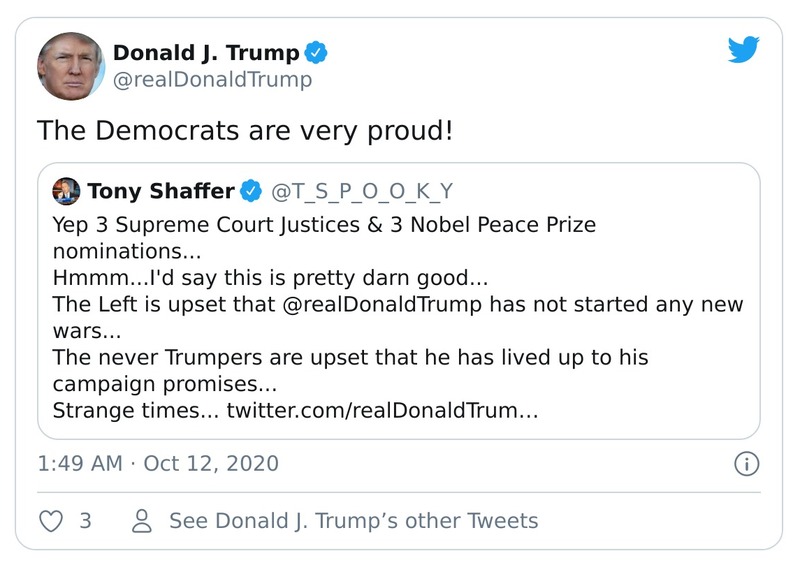 Donald J. Trump
@realDonaldTrump
The Democrats are very proud!
Tony Shaffer @T_S_P_O_O_K_Y
Yep 3 Supreme Court Justices & 3 Nobel Peace Prize
nominations...
Hmmm...I'd say this is pretty darn good...
The Left is upset that @realDonaldTrump has not started any new
wars...
The never Trumpers are upset that he has lived up to his
campaign promises...
Strange times... twitter.com/realDonaldTrum…
1:49 AM · Oct 12, 2020
3 See Donald J. Trump’s other Tweets